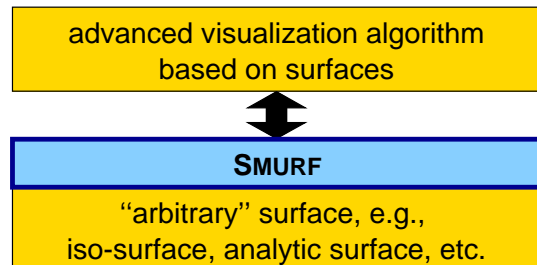 advanced visualization algorithm
based on surfaces
SMURF
‘‘arbitrary’’ surface, e.g.,
iso-surface, analytic surface, etc.